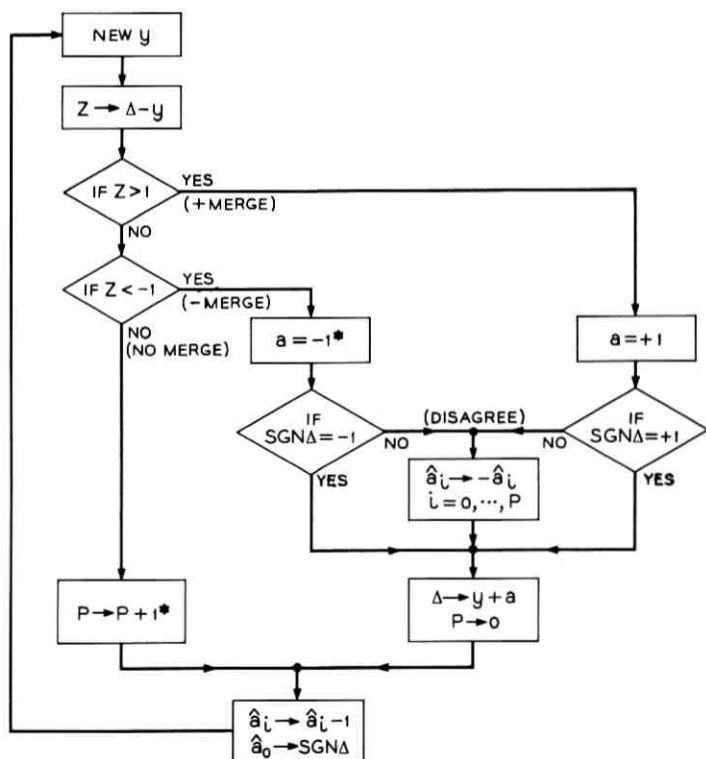 NEW y
Z → Δ - y
IF Z > 1
YES
(+MERGE)
NO
IF Z < -1
YES
(-MERGE)
NO
(NO MERGE)
a = -1*
a = +1
IF
SGNΔ = -1
NO
(DISAGREE)
NO
IF
SGNΔ = +1
YES
YES
âi → -âi
i = 0, ···, P
P → P + 1*
Δ → y + a
P → 0
âi → âi-1
â0 → SGNΔ